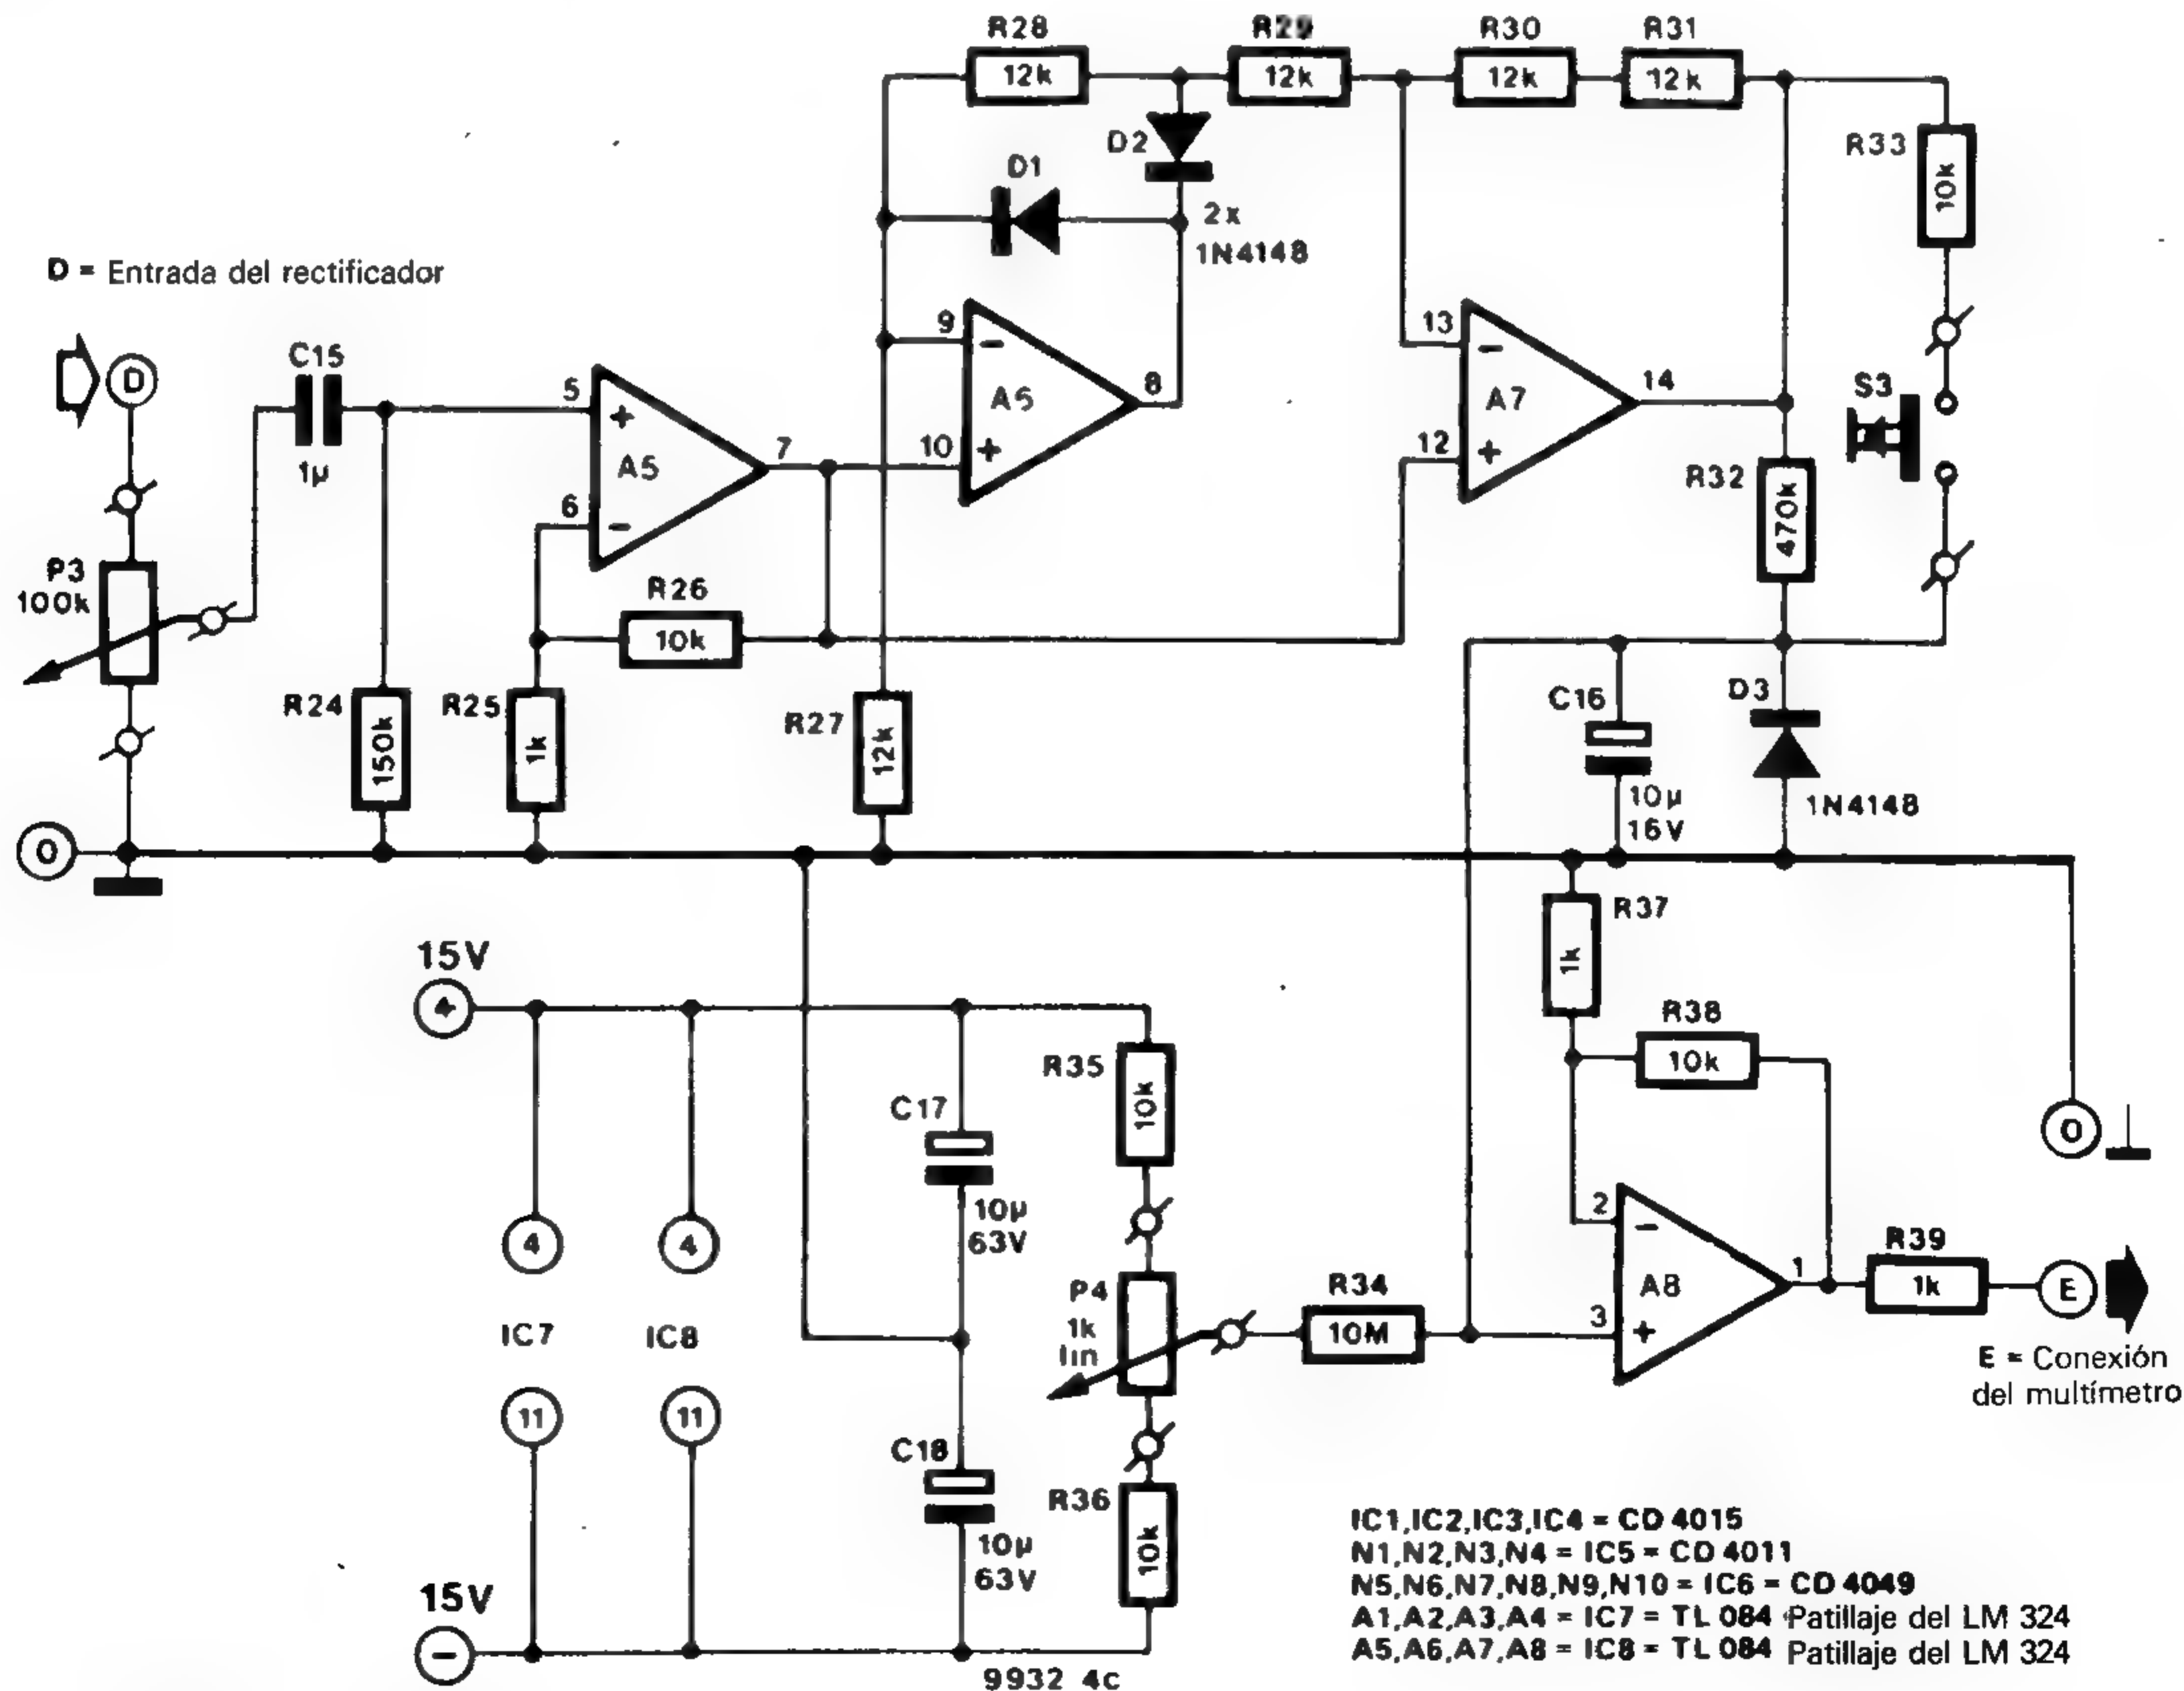 R28
R29
R30
R31
12k
12k
12k
12k
D2
R33
10k
D1
2x
1N4148
D = Entrada del rectificador
D
C15
1µ
9
-
A6
8
10
+
13
-
A7
14
12
+
S3
5
+
A5
7
6
-
R32
470k
P3
100k
R26
10k
R24
150k
R25
1k
R27
12k
C16
10µ
16V
D3
1N4148
0
R37
1k
15V
4
R38
10k
R35
10k
C17
10µ
63V
0
4
4
2
-
A8
1
R39
1k
E
3
+
P4
1k
lin
R34
10M
IC7
IC8
E = Conexión
del multímetro
11
11
C18
10µ
63V
R36
10k
15V
-
9932 4c
IC1,IC2,IC3,IC4 = CD 4015
N1,N2,N3,N4 = IC5 = CD 4011
N5,N6,N7,N8,N9,N10 = IC6 = CD 4049
A1,A2,A3,A4 = IC7 = TL 084 Patillaje del LM 324
A5,A6,A7,A8 = IC8 = TL 084 Patillaje del LM 324